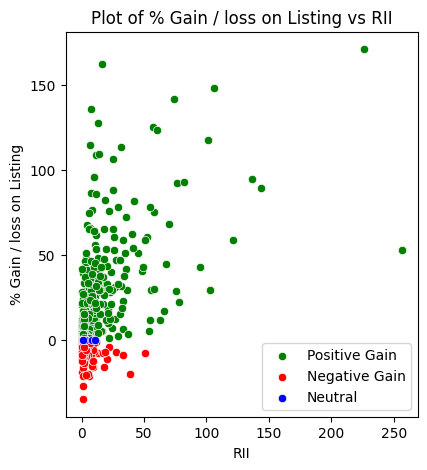 Plot of % Gain / loss on Listing vs RII
% Gain / loss on Listing
150
100
50
0
Positive Gain
Negative Gain
Neutral
0
50
100
150
200
250
RII